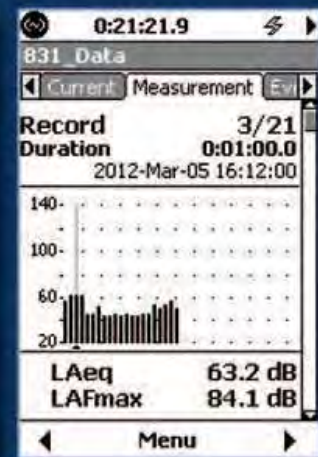 0:21:21.9
831_Data
Current Measurement Evi
Record 3/21
Duration 0:01:00.0
2012-Mar-05 16:12:00
140
100
60
20
LAeq 63.2 dB
LAFmax 84.1 dB
Menu